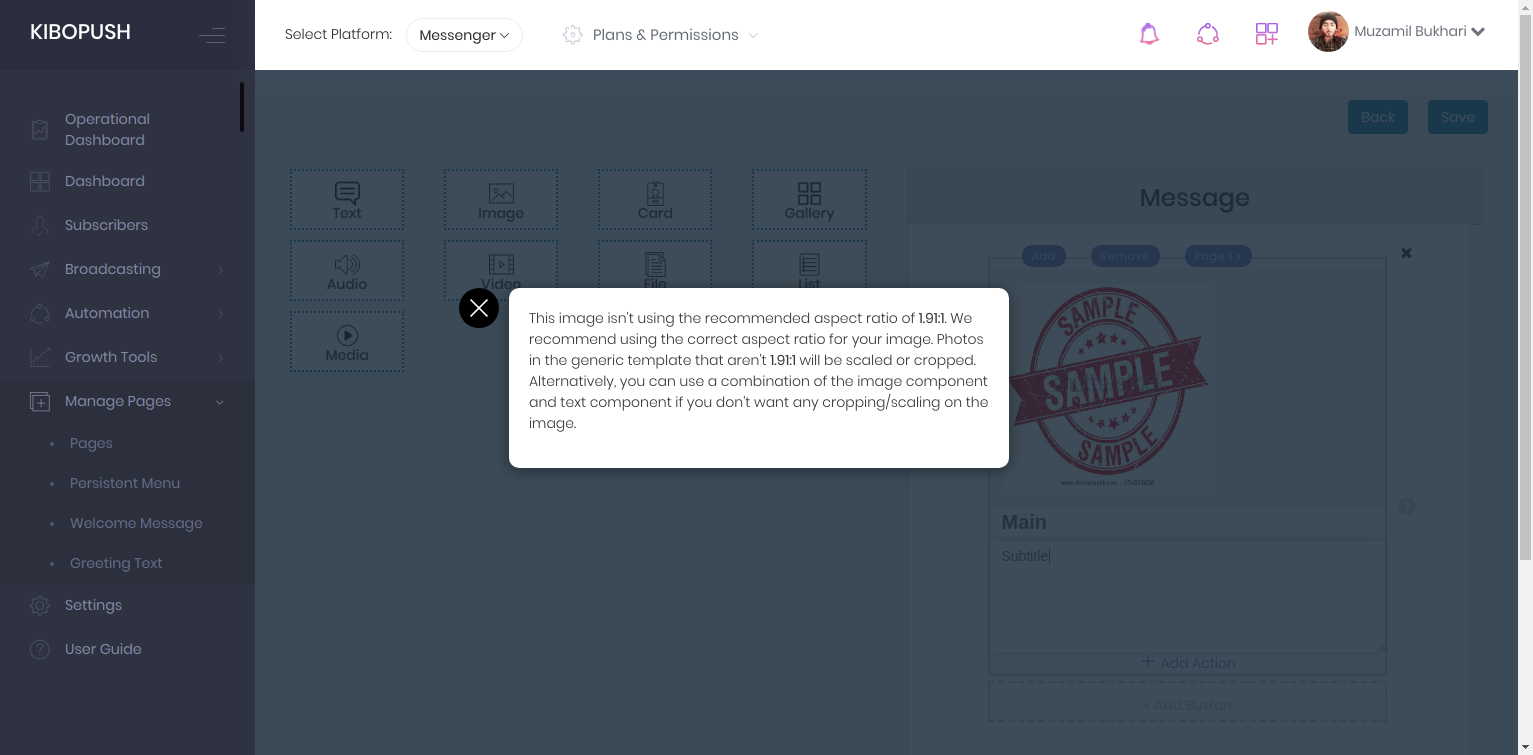 KIBOPUSH
Select Platform: Messenger
Plans & Permissions
Muzamil Bukhari
Operational
Dashboard
Dashboard
Subscribers
Broadcasting
Automation
Growth Tools
Manage Pages
Pages
Persistent Menu
Welcome Message
Greeting Text
Settings
User Guide
Back Save
Text Image Card Gallery
Audio Video File List
Media
This image isn't using the recommended aspect ratio of 1.91:1. We
recommend using the correct aspect ratio for your image. Photos
in the generic template that aren't 1.91:1 will be scaled or cropped.
Alternatively, you can use a combination of the image component
and text component if you don't want any cropping/scaling on the
image.
Message
Add Remove Page 1 x
SAMPLE
SAMPLE
SAMPLE
Main
Subtitle
+ Add Action
+ Add Button